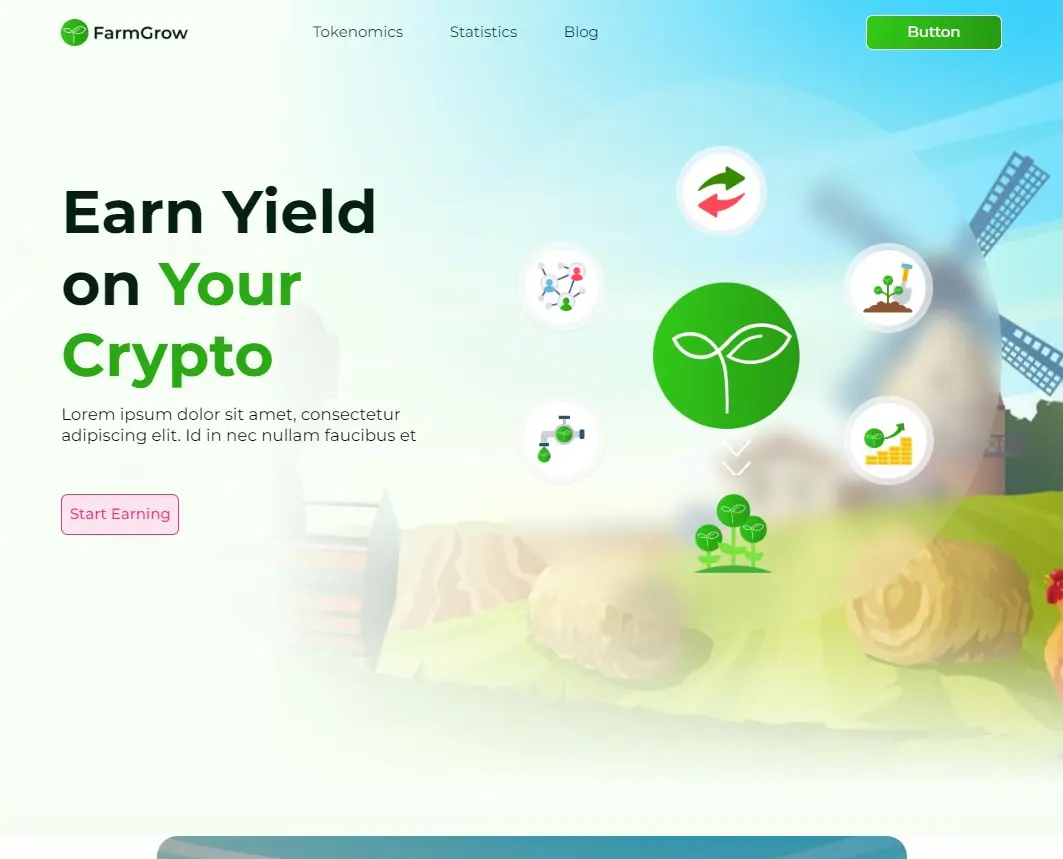 FarmGrow
Tokenomics
Statistics
Blog
Button
Earn Yield
on Your
Crypto
Lorem ipsum dolor sit amet, consectetur
adipiscing elit. Id in nec nullam faucibus et
Start Earning